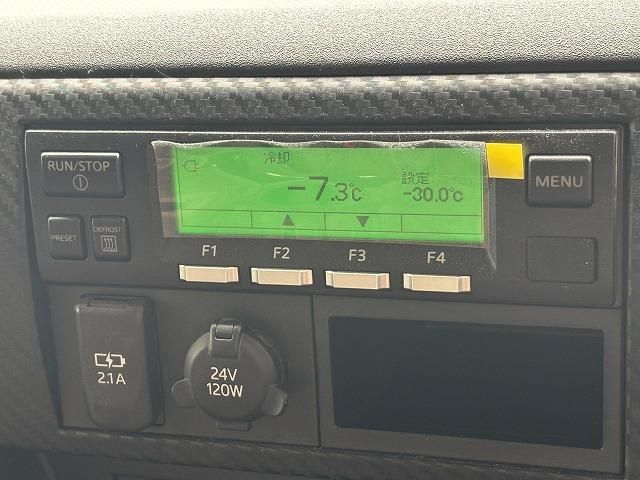 RUN/STOP
冷却
-7.3℃
設定
-30.0℃
▲ ▼
MENU
PRESET
DEFROST
F1 F2 F3 F4
2.1A
24V
120W